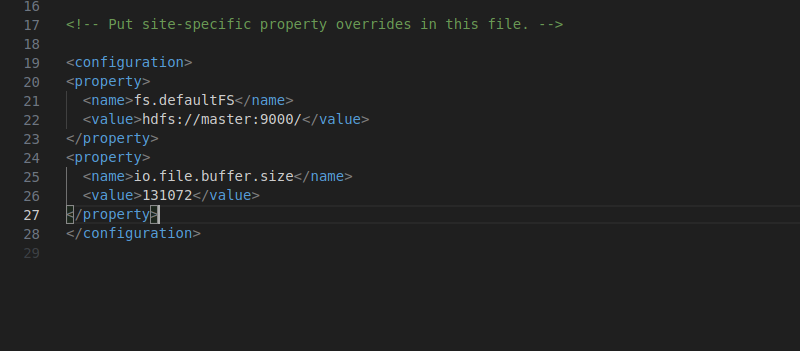 16
17 <!-- Put site-specific property overrides in this file. -->
18
19 <configuration>
20 <property>
21   <name>fs.defaultFS</name>
22   <value>hdfs://master:9000/</value>
23 </property>
24 <property>
25   <name>io.file.buffer.size</name>
26   <value>131072</value>
27 </property>
28 </configuration>
29